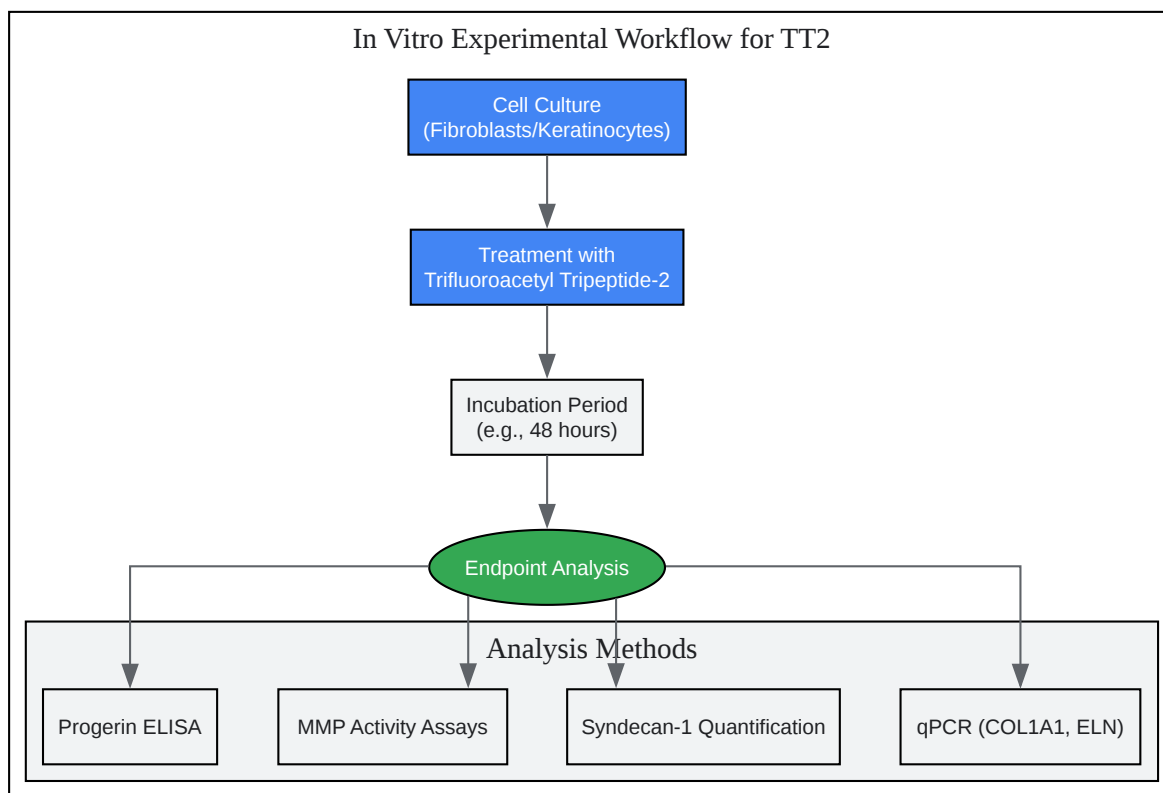 In Vitro Experimental Workflow for TT2
Cell Culture
(Fibroblasts/Keratinocytes)
Treatment with
Trifluoroacetyl Tripeptide-2
Incubation Period
(e.g., 48 hours)
Endpoint Analysis
Analysis Methods
Progerin ELISA
MMP Activity Assays
Syndecan-1 Quantification
qPCR (COL1A1, ELN)